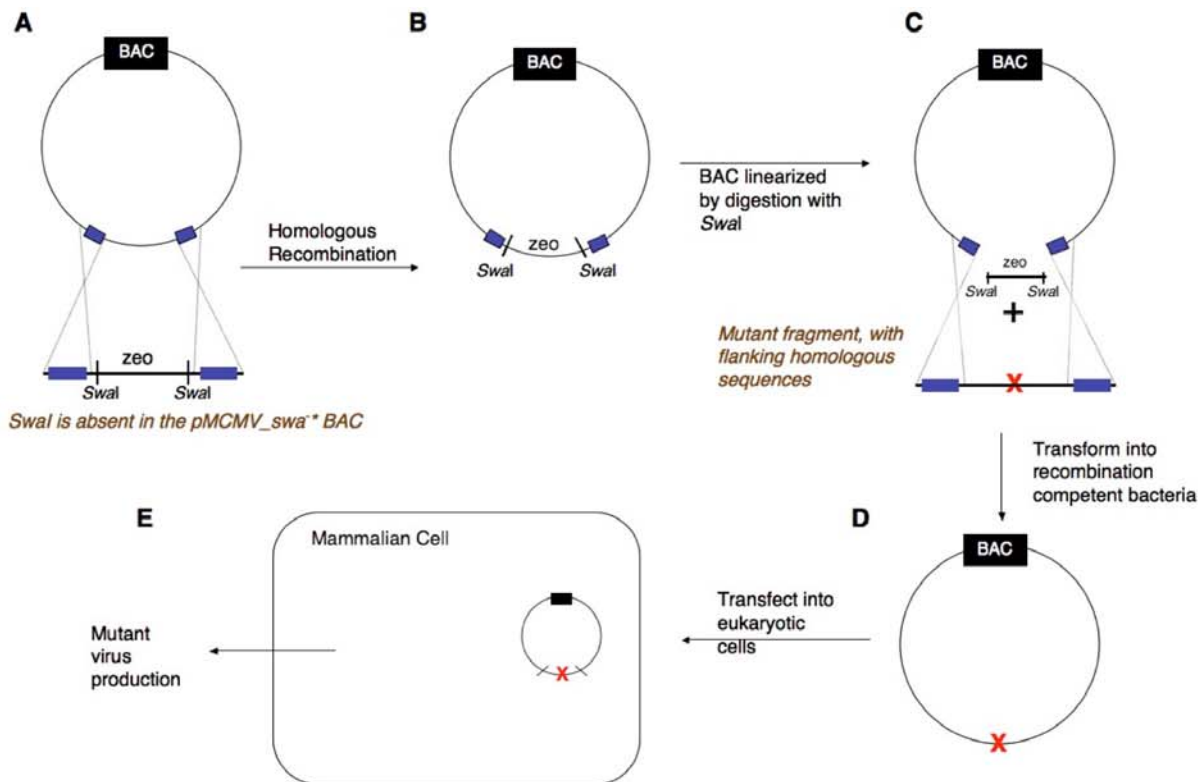 A
BAC
zeo
SwaI
SwaI
SwaI is absent in the pMCMV_swa-* BAC
Homologous
Recombination
B
BAC
zeo
SwaI
SwaI
BAC linearized
by digestion with
SwaI
C
BAC
zeo
SwaI
SwaI
+
Mutant fragment, with
flanking homologous
sequences
X
Transform into
recombination
competent bacteria
D
BAC
X
Transfect into
eukaryotic
cells
E
Mammalian Cell
X
Mutant
virus
production